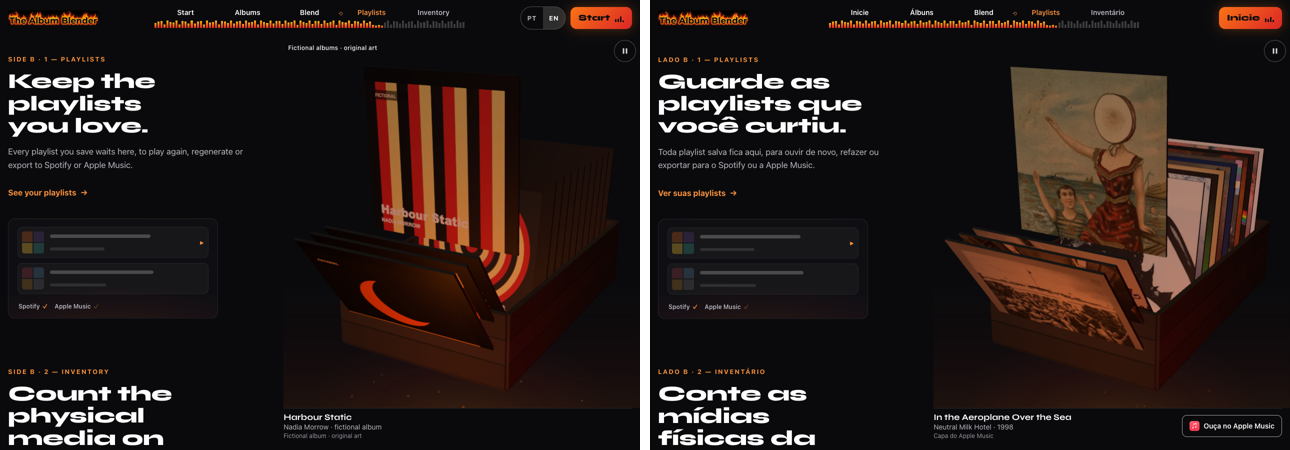 The Album Blender
Start
Albums
Blend
Playlists
Inventory
PT
EN
Start
Fictional albums · original art
SIDE B · 1 — PLAYLISTS
Keep the
playlists
you love.
Every playlist you save waits here, to play again, regenerate or
export to Spotify or Apple Music.
See your playlists →
Spotify ✓ Apple Music ✓
FICTIONAL
Harbour Static
NADIA MORROW
SIDE B · 2 — INVENTORY
Count the
physical
media on
Harbour Static
Nadia Morrow · fictional album
Fictional album · original art
The Album Blender
Início
Álbuns
Blend
Playlists
Inventário
Início
LADO B · 1 — PLAYLISTS
Guarde as
playlists que
você curtiu.
Toda playlist salva fica aqui, para ouvir de novo, refazer ou
exportar para o Spotify ou a Apple Music.
Ver suas playlists →
Spotify ✓ Apple Music ✓
LADO B · 2 — INVENTÁRIO
Conte as
mídias
físicas da
In the Aeroplane Over the Sea
Neutral Milk Hotel · 1998
Capa do Apple Music
Ouça no Apple Music